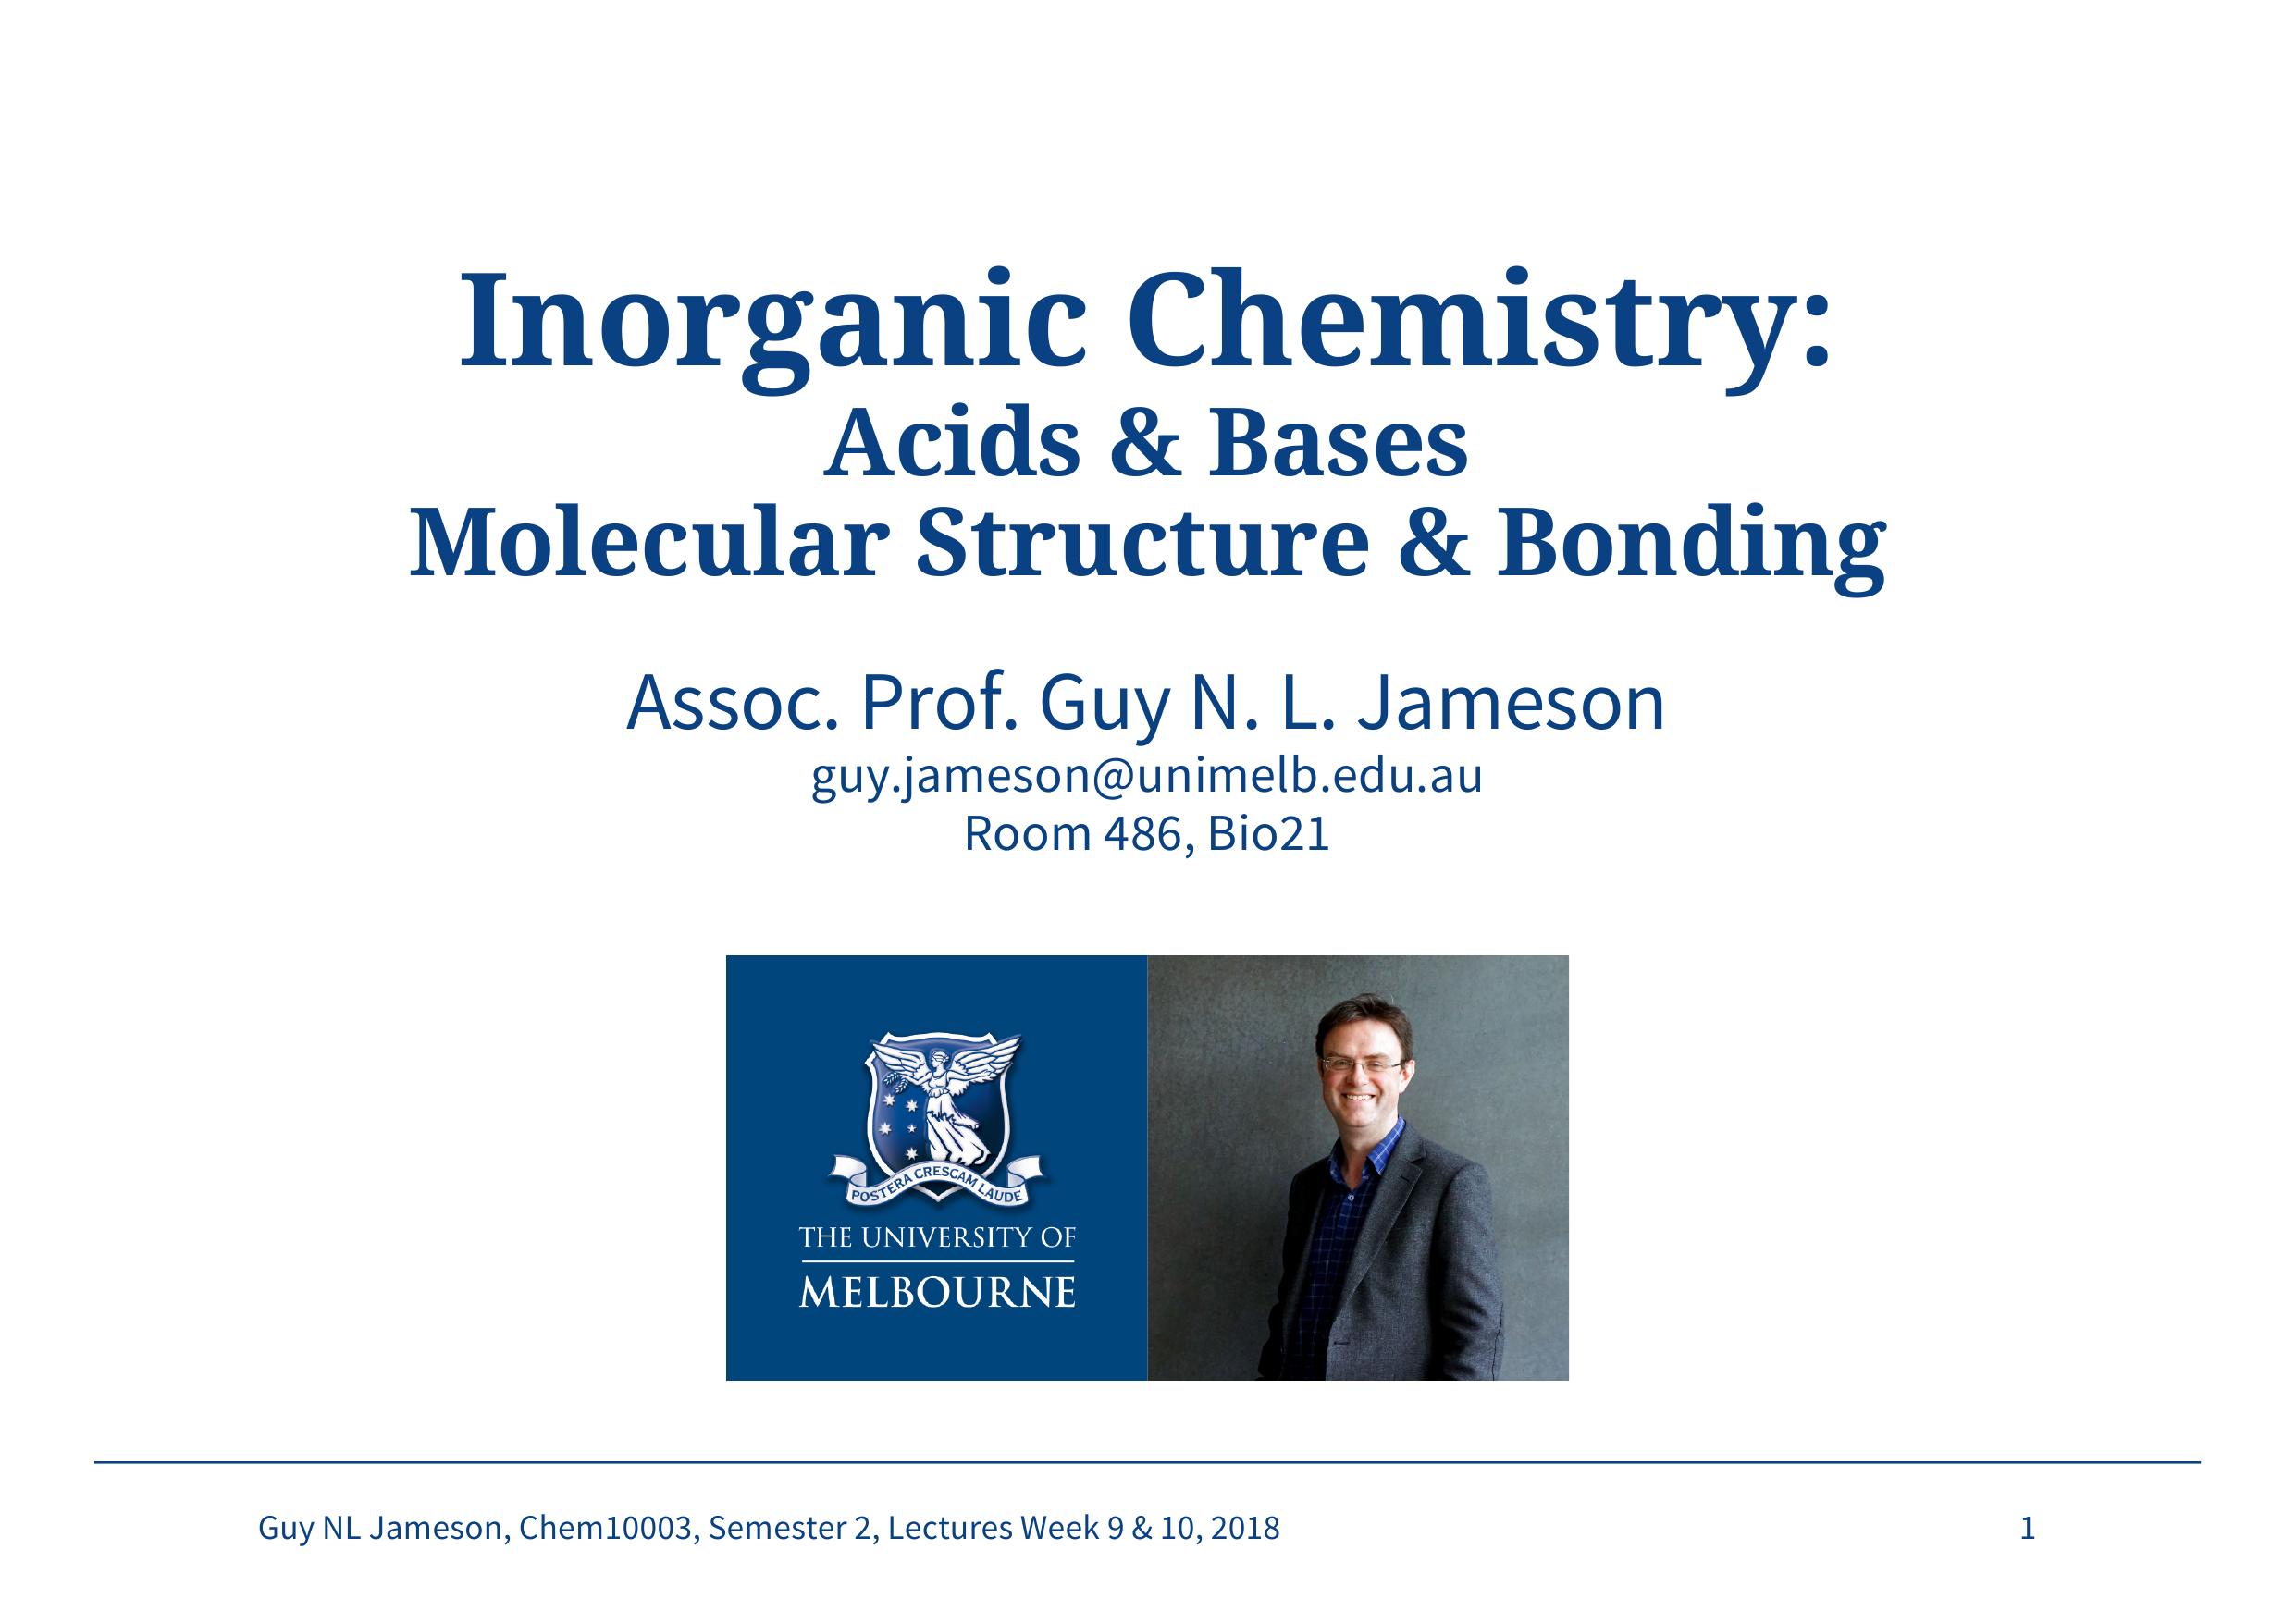 Inorganic Chemistry:
Acids & Bases
Molecular Structure & Bonding
Assoc. Prof. Guy N. L. Jameson
guy.jameson@unimelb.edu.au
Room 486, Bio21
POSTERA CRESCAM LAUDE
THE UNIVERSITY OF
MELBOURNE
Guy NL Jameson, Chem10003, Semester 2, Lectures Week 9 & 10, 2018
1